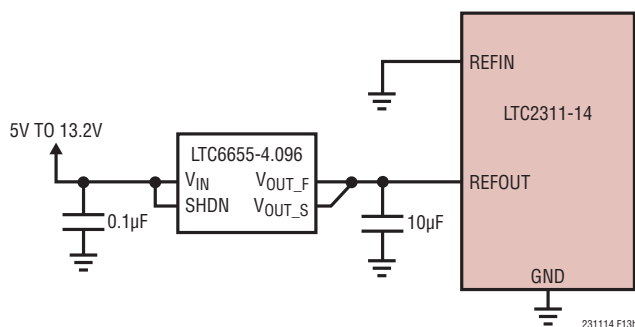 REFIN
LTC2311-14
5V TO 13.2V
LTC6655-4.096
VIN
VOUT_F
REFOUT
SHDN
VOUT_S
0.1µF
10µF
GND
231114 F13b